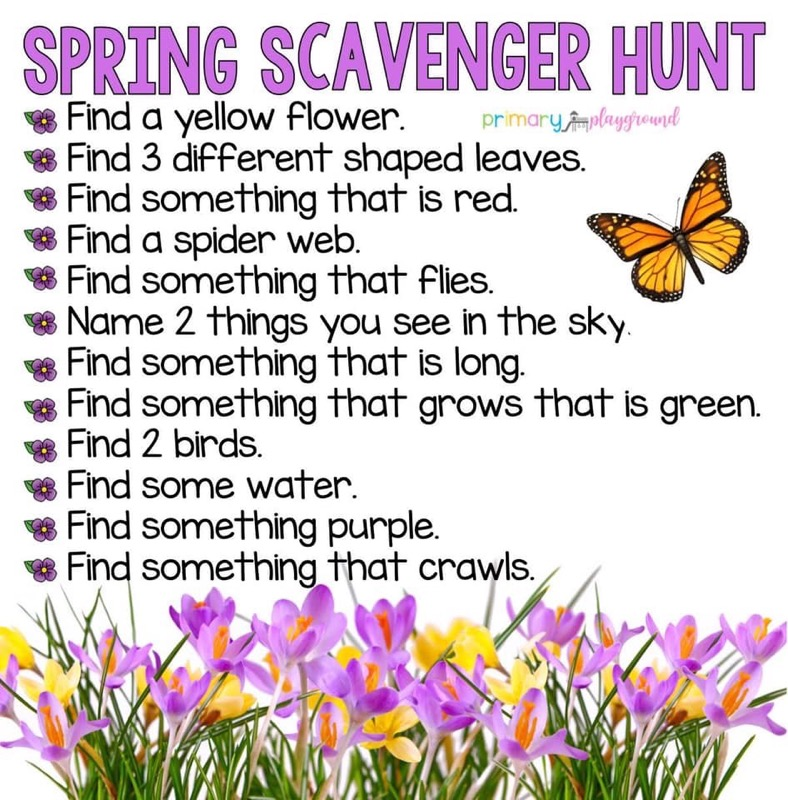 SPRING SCAVENGER HUNT
Find a yellow flower.
primary playground
Find 3 different shaped leaves.
Find something that is red.
Find a spider web.
Find something that flies.
Name 2 things you see in the sky.
Find something that is long.
Find something that grows that is green.
Find 2 birds.
Find some water.
Find something purple.
Find something that crawls.